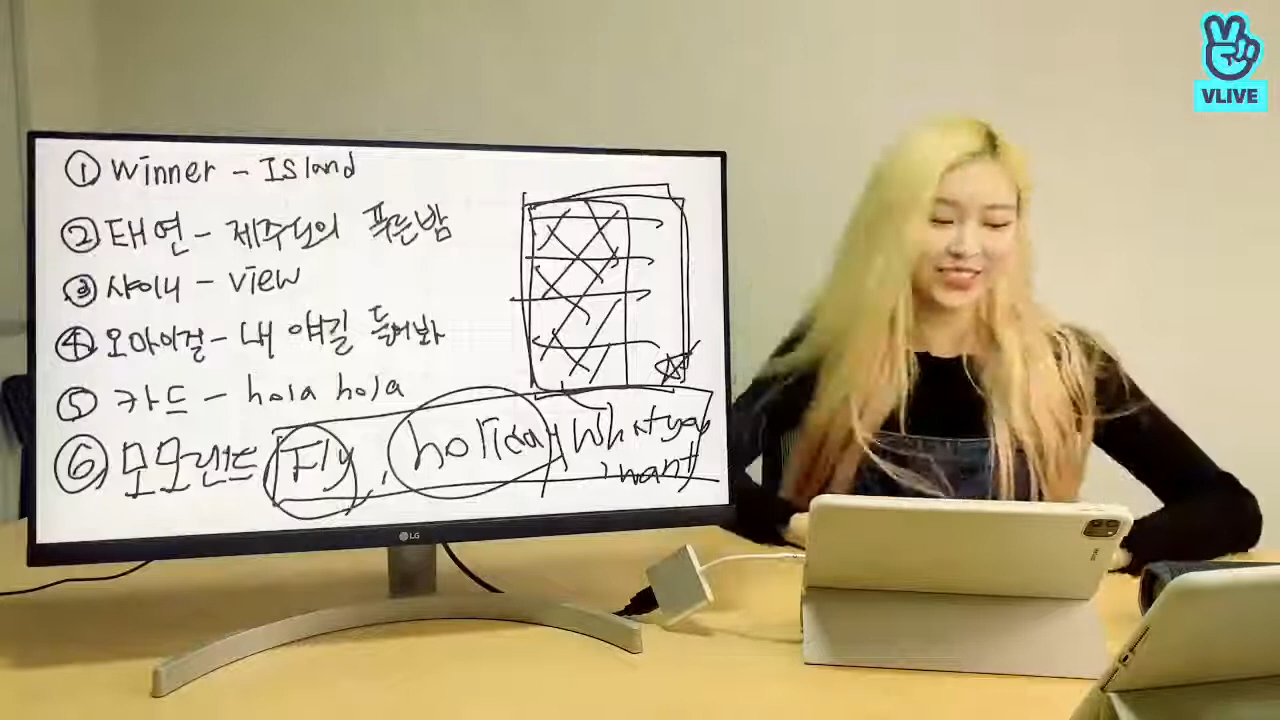 VLIVE
① Winner - Island
② 태연 - 제주도의 푸른밤
③ 샤이니 - view
④ 오마이걸 - 내 얘길 들어봐
⑤ 카드 - hola hola
⑥ 모모랜드 Fly, holiday, What you want
LG